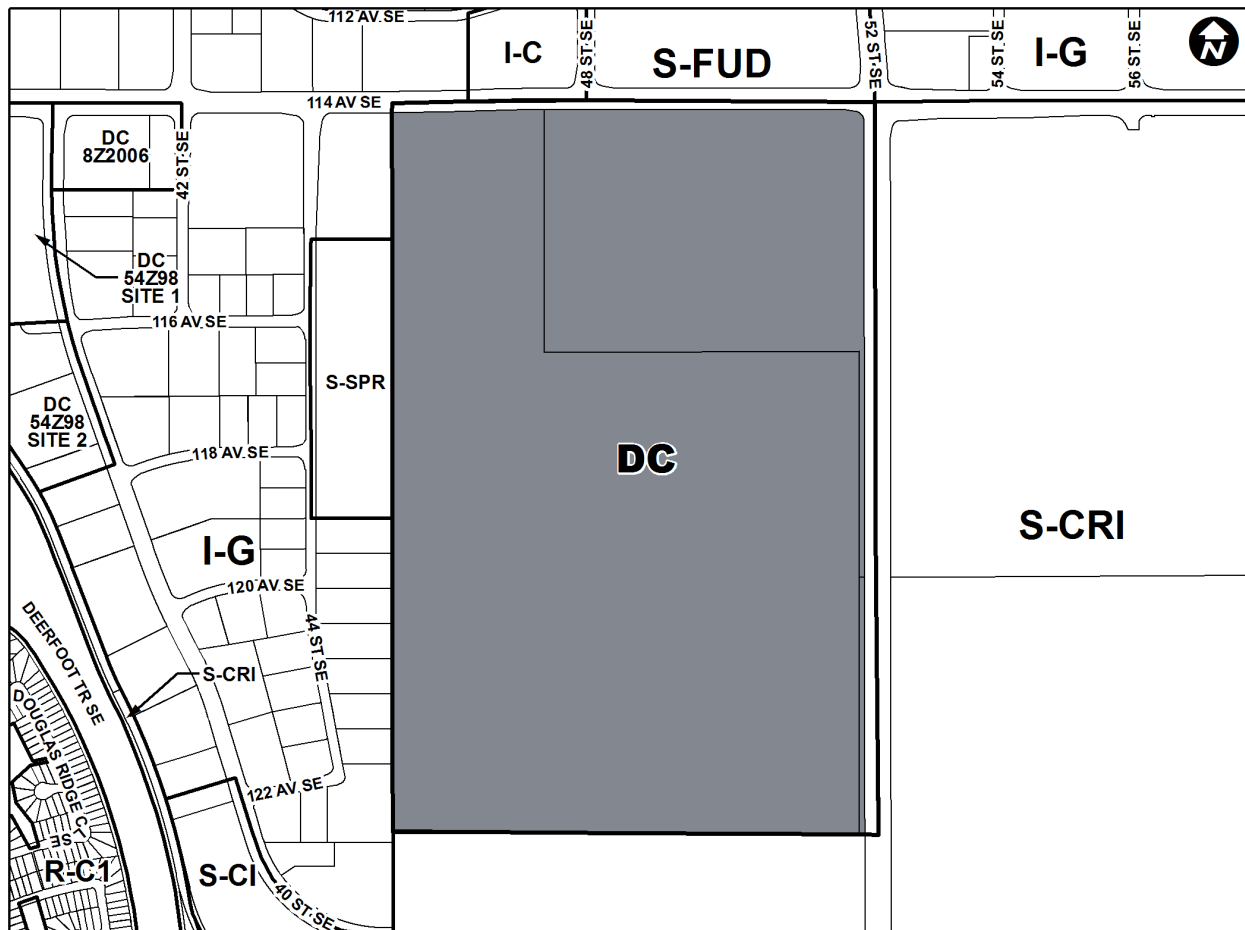 112 AV SE
I-C
48 ST SE
S-FUD
52 ST SE
54 ST SE
I-G
56 ST SE
N
114 AV SE
DC
8Z2006
42 ST SE
DC
54Z98
SITE 1
116 AV SE
S-SPR
DC
54Z98
SITE 2
118 AV SE
DC
S-CRI
I-G
120 AV SE
44 ST SE
DEERFOOT TR SE
S-CRI
DOUGLAS RIDGE CL SE
122 AV SE
R-C1
S-CI
40 ST SE